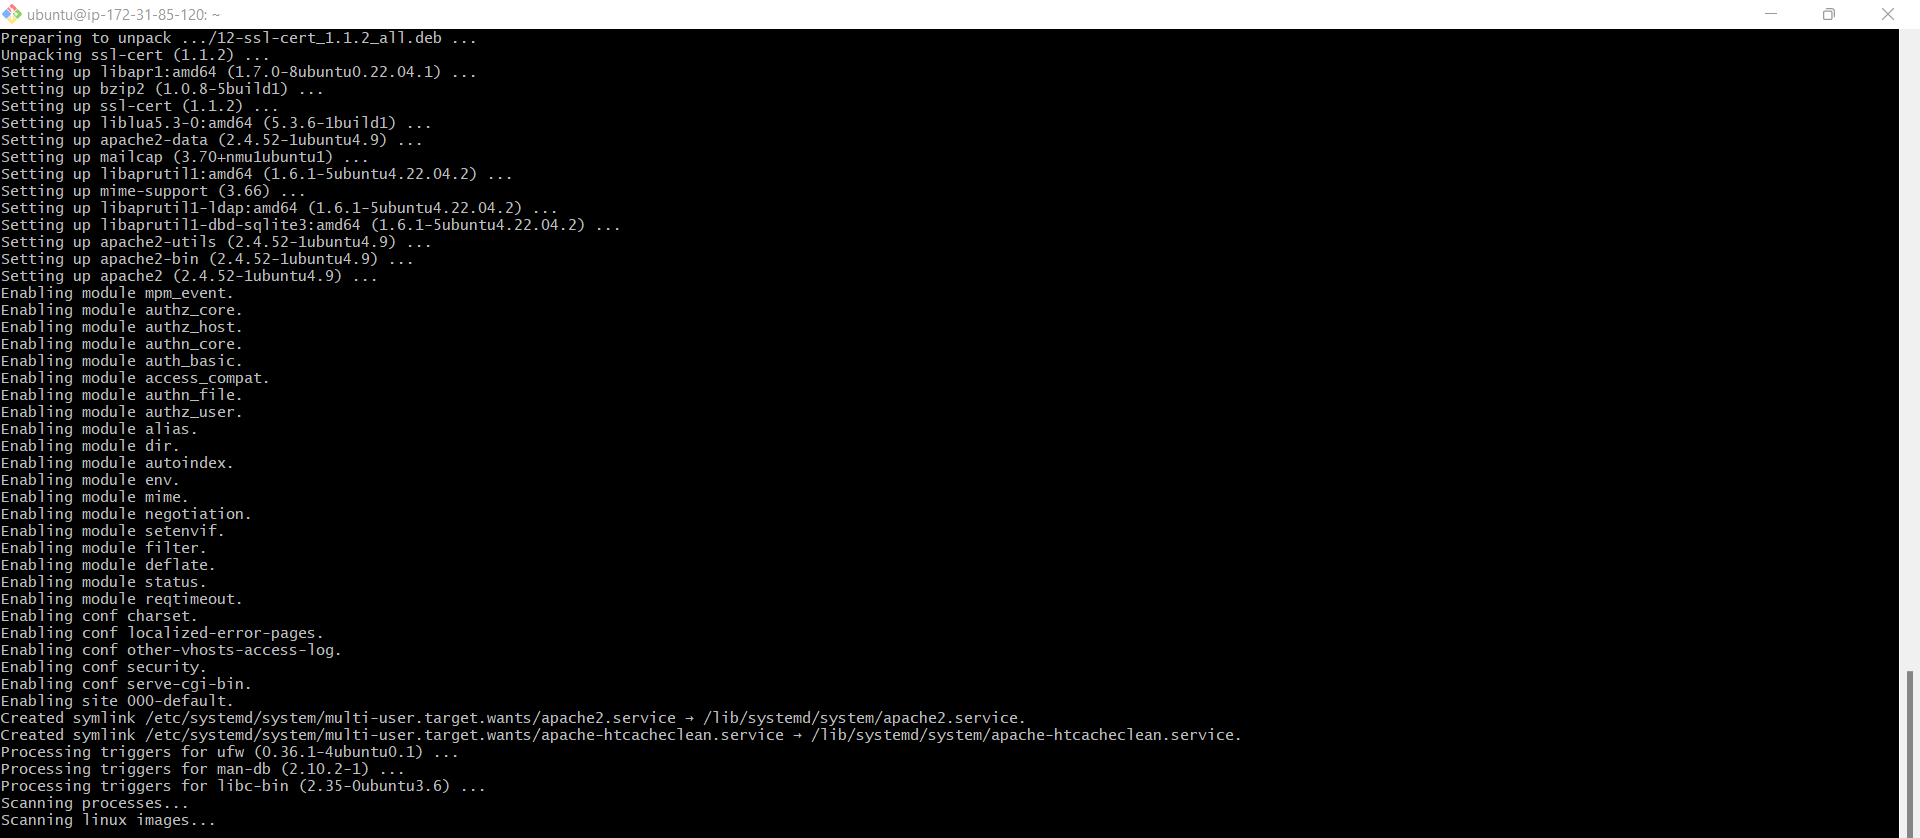 ubuntu@ip-172-31-85-120: ~
Preparing to unpack .../12-ssl-cert_1.1.2_all.deb ...
Unpacking ssl-cert (1.1.2) ...
Setting up libapr1:amd64 (1.7.0-8ubuntu0.22.04.1) ...
Setting up bzip2 (1.0.8-5build1) ...
Setting up ssl-cert (1.1.2) ...
Setting up liblua5.3-0:amd64 (5.3.6-1build1) ...
Setting up apache2-data (2.4.52-1ubuntu4.9) ...
Setting up mailcap (3.70+nmu1ubuntu1) ...
Setting up libaprutil1:amd64 (1.6.1-5ubuntu4.22.04.2) ...
Setting up mime-support (3.66) ...
Setting up libaprutil1-ldap:amd64 (1.6.1-5ubuntu4.22.04.2) ...
Setting up libaprutil1-dbd-sqlite3:amd64 (1.6.1-5ubuntu4.22.04.2) ...
Setting up apache2-utils (2.4.52-1ubuntu4.9) ...
Setting up apache2-bin (2.4.52-1ubuntu4.9) ...
Setting up apache2 (2.4.52-1ubuntu4.9) ...
Enabling module mpm_event.
Enabling module authz_core.
Enabling module authz_host.
Enabling module authn_core.
Enabling module auth_basic.
Enabling module access_compat.
Enabling module authn_file.
Enabling module authz_user.
Enabling module alias.
Enabling module dir.
Enabling module autoindex.
Enabling module env.
Enabling module mime.
Enabling module negotiation.
Enabling module setenvif.
Enabling module filter.
Enabling module deflate.
Enabling module status.
Enabling module reqtimeout.
Enabling conf charset.
Enabling conf localized-error-pages.
Enabling conf other-vhosts-access-log.
Enabling conf security.
Enabling conf serve-cgi-bin.
Enabling site 000-default.
Created symlink /etc/systemd/system/multi-user.target.wants/apache2.service → /lib/systemd/system/apache2.service.
Created symlink /etc/systemd/system/multi-user.target.wants/apache-htcacheclean.service → /lib/systemd/system/apache-htcacheclean.service.
Processing triggers for ufw (0.36.1-4ubuntu0.1) ...
Processing triggers for man-db (2.10.2-1) ...
Processing triggers for libc-bin (2.35-0ubuntu3.6) ...
Scanning processes...
Scanning linux images...